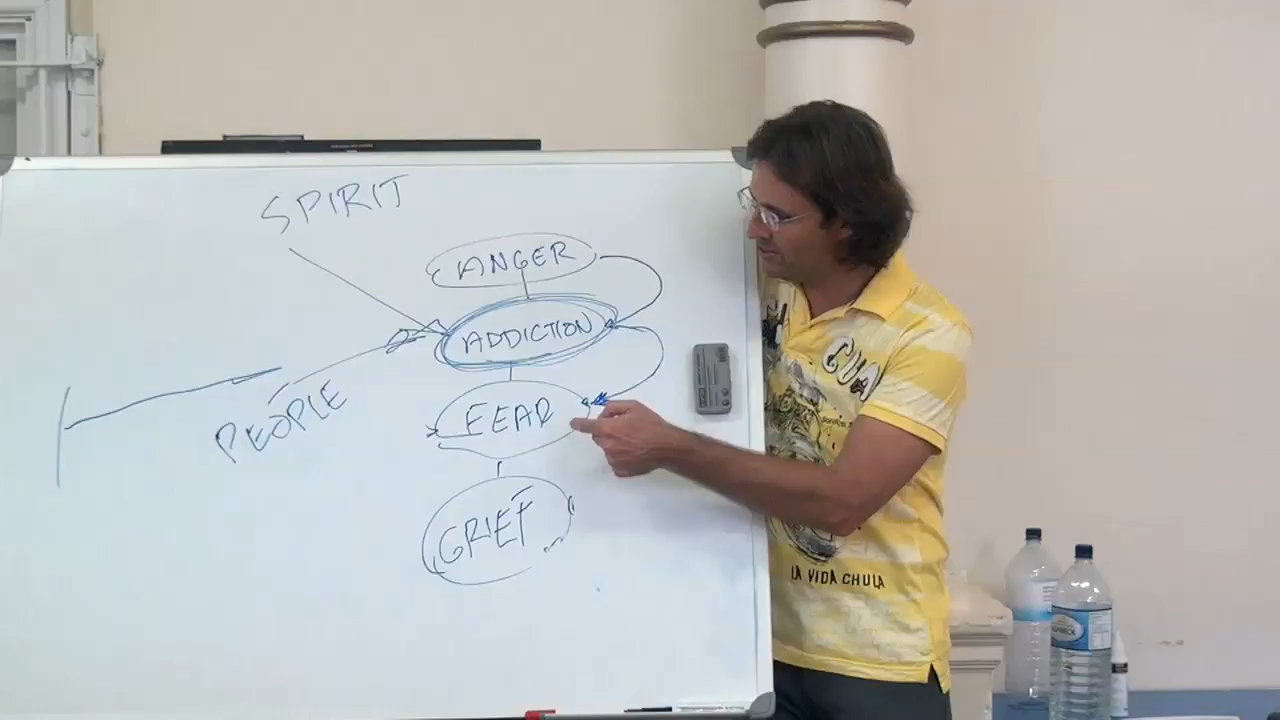 SPIRIT
ANGER
ADDICTION
PEOPLE
FEAR
GRIEF
CUA
LA VIDA CHULA